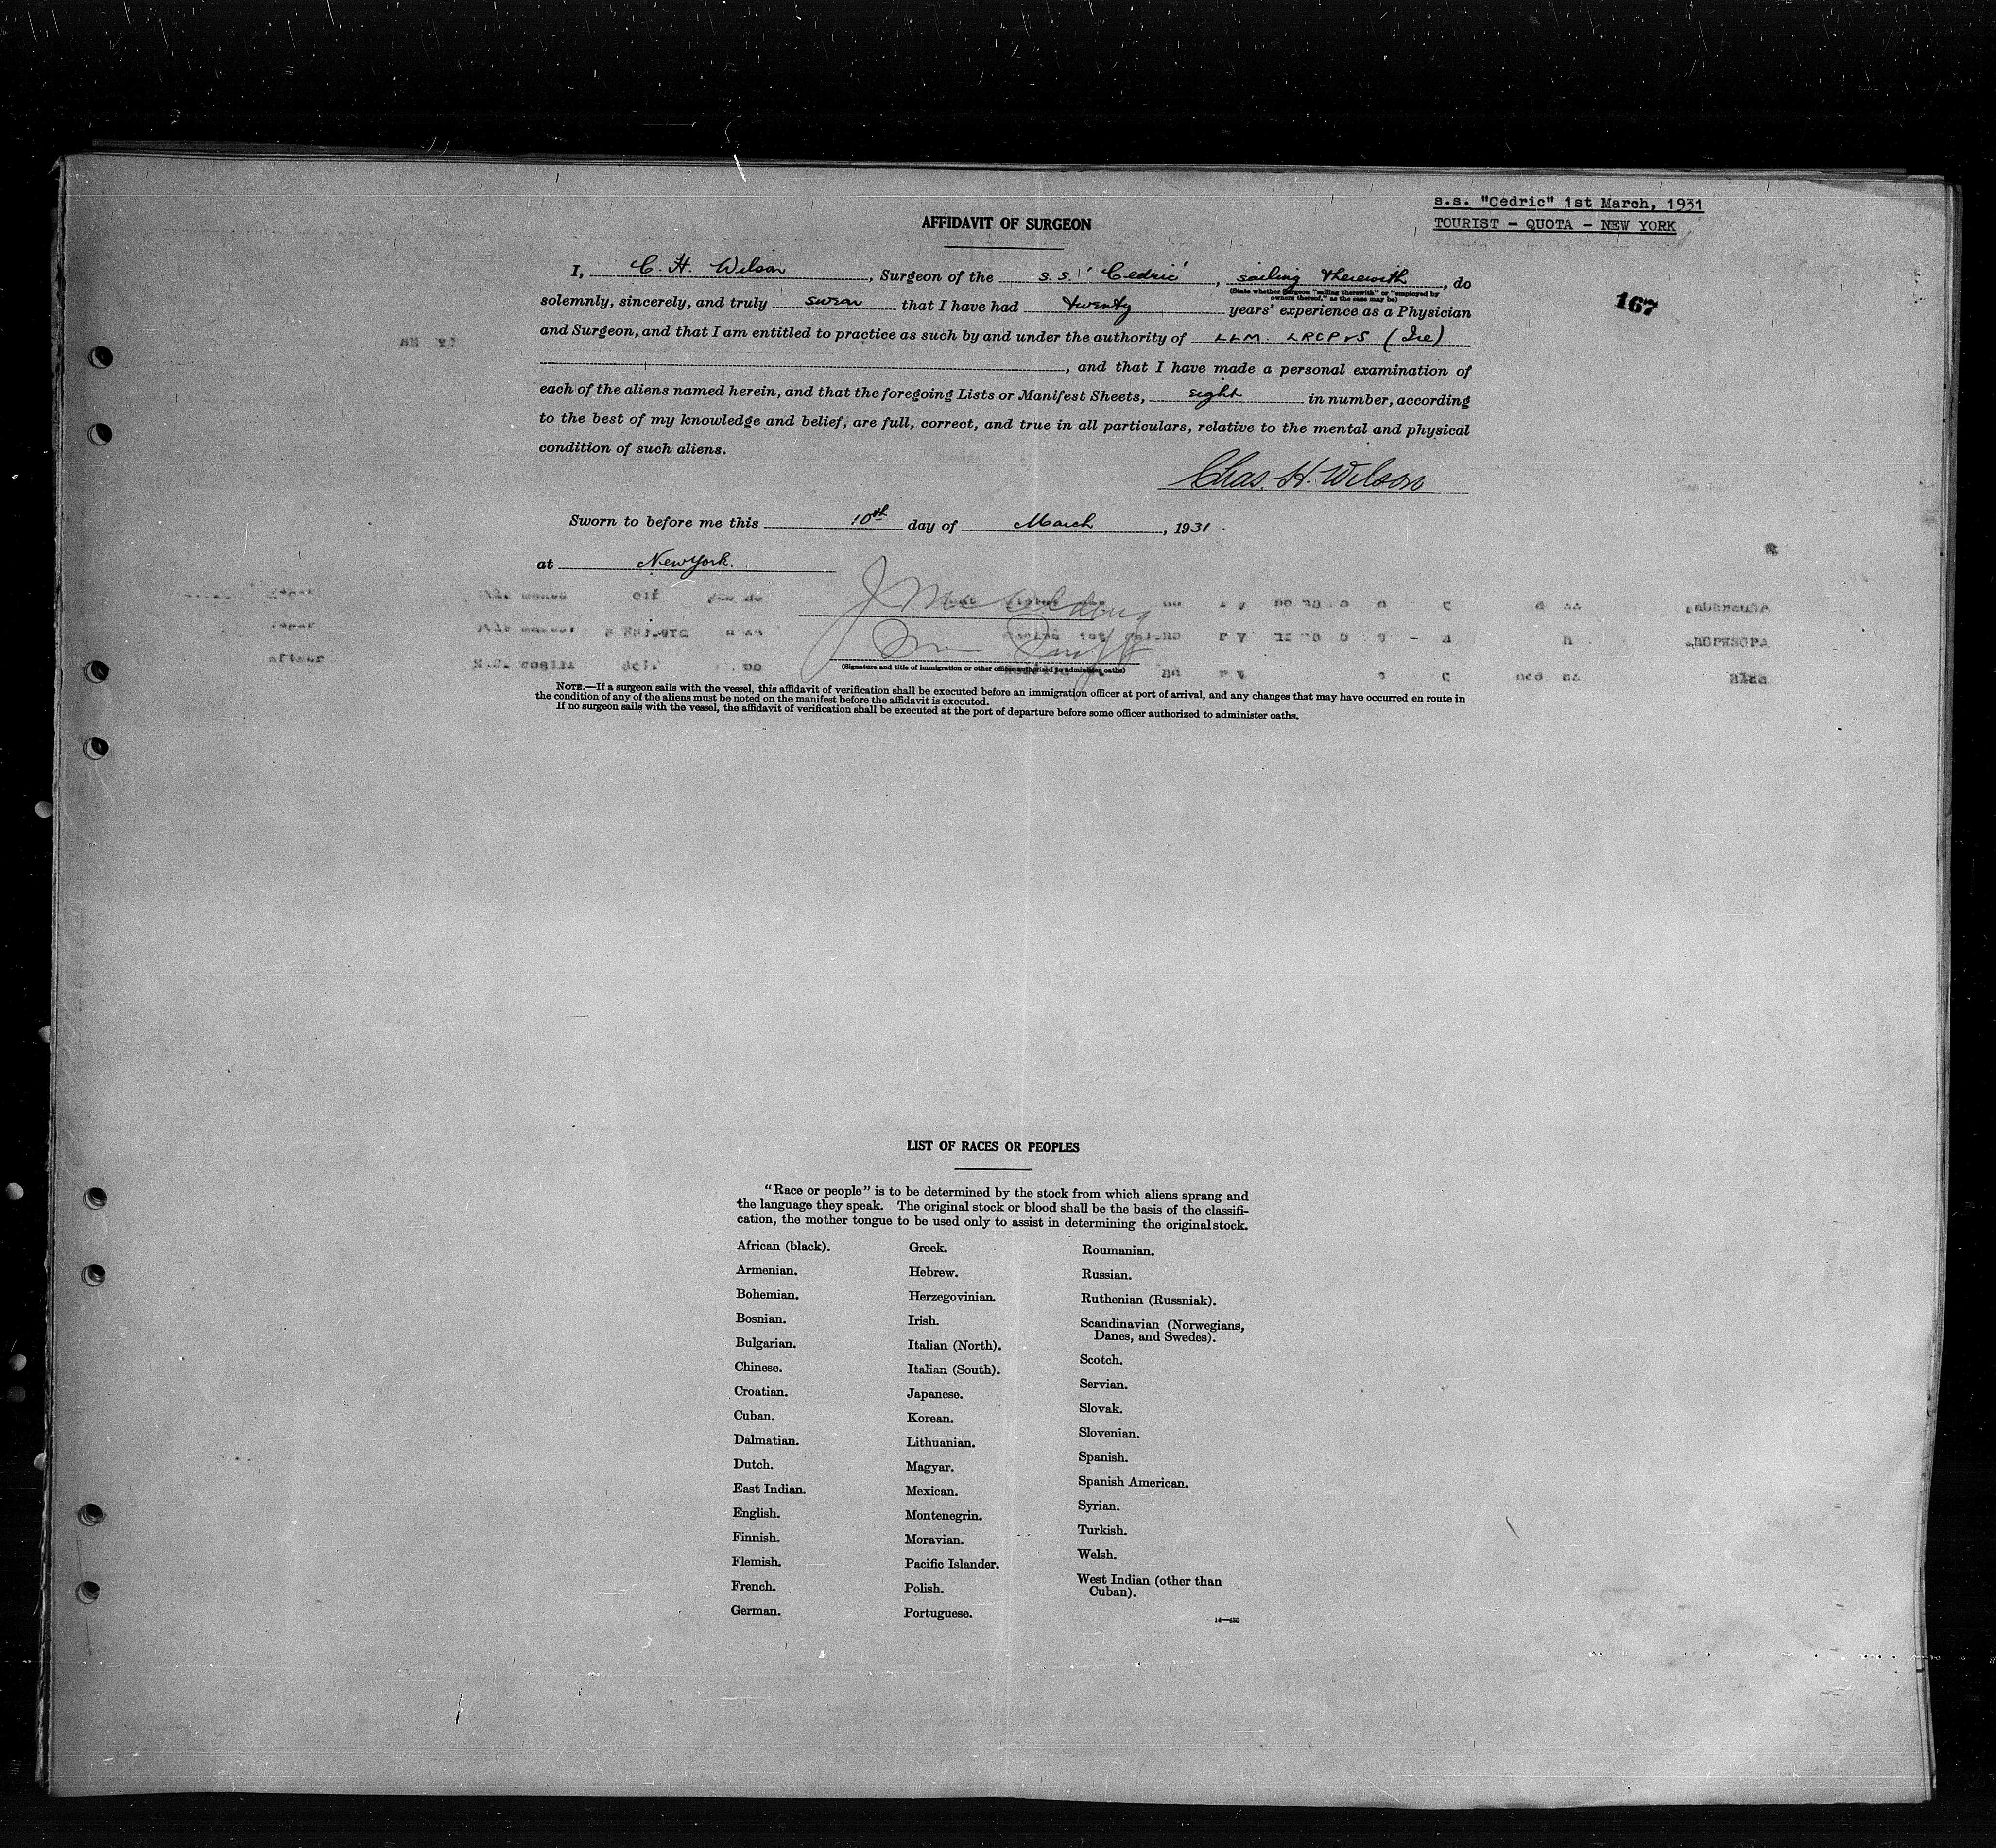 s.s. "Cedric" 1st March, 1931
TOURIST - QUOTA - NEW YORK
167
AFFIDAVIT OF SURGEON
I, C. H. Wilson, Surgeon of the s.s. 'Cedric', sailing therewith, do
(State whether Surgeon "sailing therewith" or "employed by
owners thereof," as the case may be)
solemnly, sincerely, and truly swear that I have had twenty years' experience as a Physician
and Surgeon, and that I am entitled to practice as such by and under the authority of LLM. LRCP&S (Ire)
, and that I have made a personal examination of
each of the aliens named herein, and that the foregoing Lists or Manifest Sheets, eight in number, according
to the best of my knowledge and belief, are full, correct, and true in all particulars, relative to the mental and physical
condition of such aliens.
Chas. H. Wilson
Sworn to before me this 10th day of March, 1931.
at New York.
(Signature and title of immigration or other officer authorized to administer oaths)
NOTE.—If a surgeon sails with the vessel, this affidavit of verification shall be executed before an immigration officer at port of arrival, and any changes that may have occurred en route in
the condition of any of the aliens must be noted on the manifest before the affidavit is executed.
If no surgeon sails with the vessel, the affidavit of verification shall be executed at the port of departure before some officer authorized to administer oaths.
LIST OF RACES OR PEOPLES
"Race or people" is to be determined by the stock from which aliens sprang and
the language they speak. The original stock or blood shall be the basis of the classifi-
cation, the mother tongue to be used only to assist in determining the original stock.
African (black).
Armenian.
Bohemian.
Bosnian.
Bulgarian.
Chinese.
Croatian.
Cuban.
Dalmatian.
Dutch.
East Indian.
English.
Finnish.
Flemish.
French.
German.
Greek.
Hebrew.
Herzegovinian.
Irish.
Italian (North).
Italian (South).
Japanese.
Korean.
Lithuanian.
Magyar.
Mexican.
Montenegrin.
Moravian.
Pacific Islander.
Polish.
Portuguese.
Roumanian.
Russian.
Ruthenian (Russniak).
Scandinavian (Norwegians,
Danes, and Swedes).
Scotch.
Servian.
Slovak.
Slovenian.
Spanish.
Spanish American.
Syrian.
Turkish.
Welsh.
West Indian (other than
Cuban).